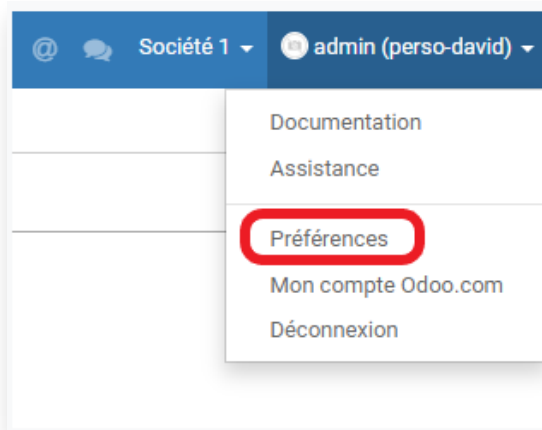 @ Société 1 admin (perso-david)
Documentation
Assistance
Préférences
Mon compte Odoo.com
Déconnexion